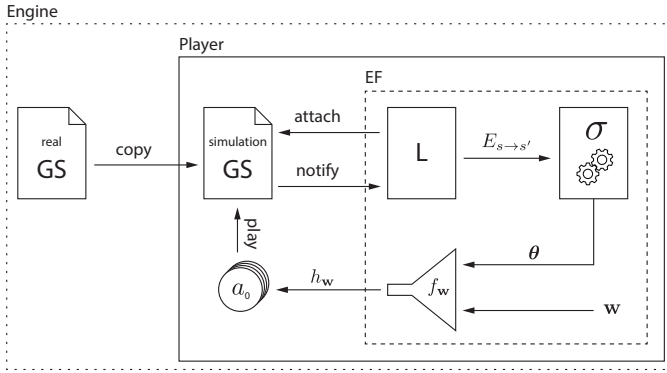 Engine
Player
EF
real
GS
copy
simulation
GS
attach
notify
L
E_{s→s'}
σ
play
a_0
h_w
f_w
θ
w